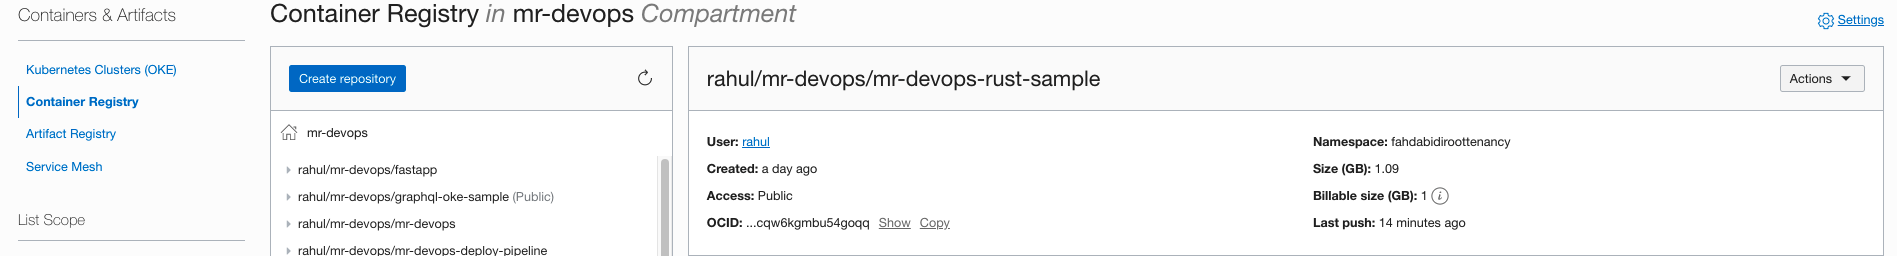 Containers & Artifacts
Kubernetes Clusters (OKE)
Container Registry
Artifact Registry
Service Mesh
List Scope
Container Registry in mr-devops Compartment
Settings
Create repository
mr-devops
rahul/mr-devops/fastapp
rahul/mr-devops/graphql-oke-sample (Public)
rahul/mr-devops/mr-devops
rahul/mr-devops/mr-devops-deploy-pipeline
rahul/mr-devops/mr-devops-rust-sample
Actions
User: rahul
Created: a day ago
Access: Public
OCID: ...cqw6kgmbu54goqq Show Copy
Namespace: fahdabidiroottenancy
Size (GB): 1.09
Billable size (GB): 1
Last push: 14 minutes ago